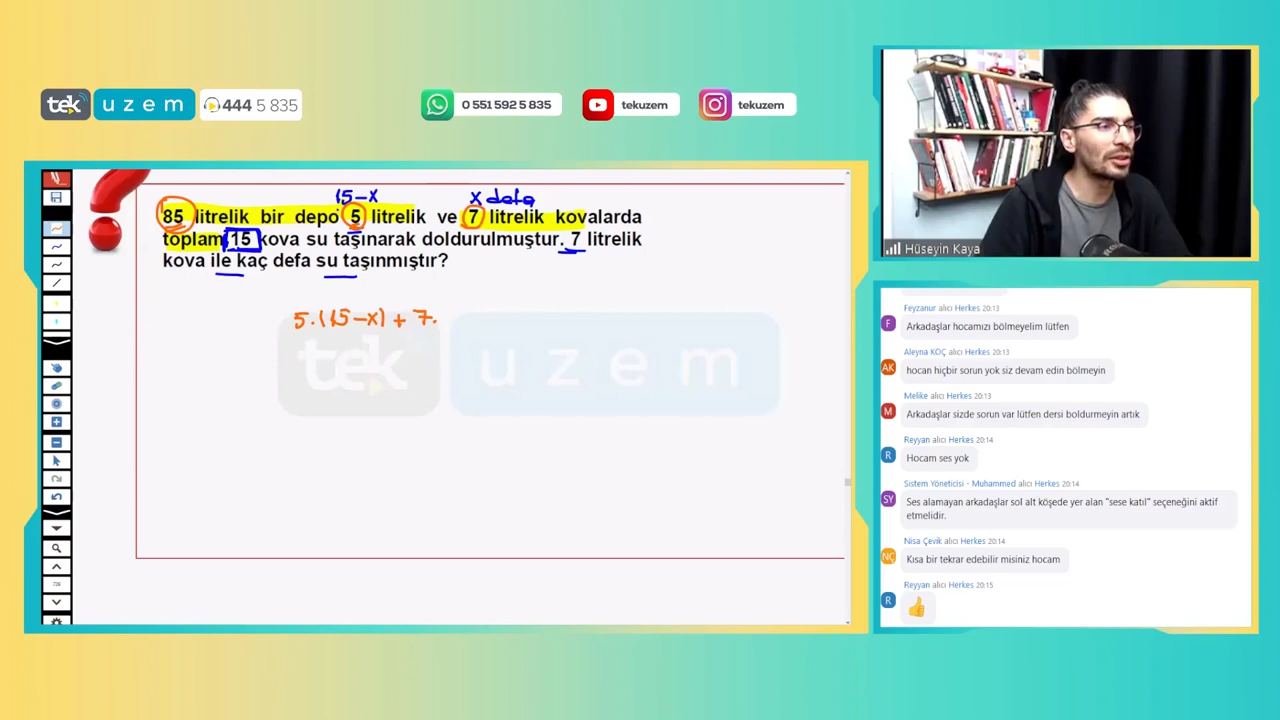 tek uzem 444 5 835
0 551 592 5 835
tekuzem
tekuzem
15-x
x defa
85 litrelik bir depo 5 litrelik ve 7 litrelik kovalarda
toplam 15 kova su taşınarak doldurulmuştur. 7 litrelik
kova ile kaç defa su taşınmıştır?
5.(15-x) + 7.
tek uzem
Hüseyin Kaya
Feyzanur alıcı Herkes 20:13
F
Arkadaşlar hocamızı bölmeyelim lütfen
Aleyna KOÇ alıcı Herkes 20:13
AK
hocan hiçbir sorun yok siz devam edin bölmeyin
Melike alıcı Herkes 20:13
M
Arkadaşlar sizde sorun var lütfen dersi boldurmeyin artık
Reyyan alıcı Herkes 20:14
R
Hocam ses yok
Sistem Yöneticisi - Muhammed alıcı Herkes 20:14
SY
Ses alamayan arkadaşlar sol alt köşede yer alan "sese katıl" seçeneğini aktif
etmelidir.
Nisa Çevik alıcı Herkes 20:14
NÇ
Kısa bir tekrar edebilir misiniz hocam
Reyyan alıcı Herkes 20:15
R